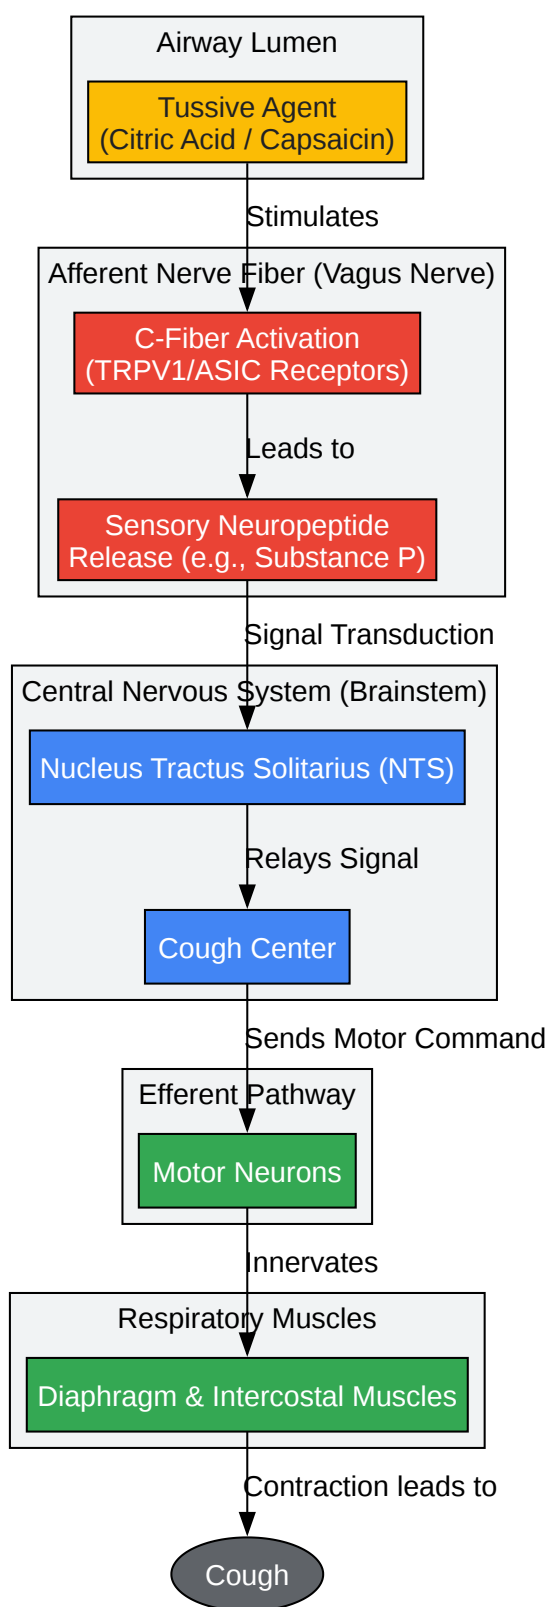 Airway Lumen
Tussive Agent
(Citric Acid / Capsaicin)
Stimulates
Afferent Nerve Fiber (Vagus Nerve)
C-Fiber Activation
(TRPV1/ASIC Receptors)
Leads to
Sensory Neuropeptide
Release (e.g., Substance P)
Signal Transduction
Central Nervous System (Brainstem)
Nucleus Tractus Solitarius (NTS)
Relays Signal
Cough Center
Sends Motor Command
Efferent Pathway
Motor Neurons
Innervates
Respiratory Muscles
Diaphragm & Intercostal Muscles
Contraction leads to
Cough